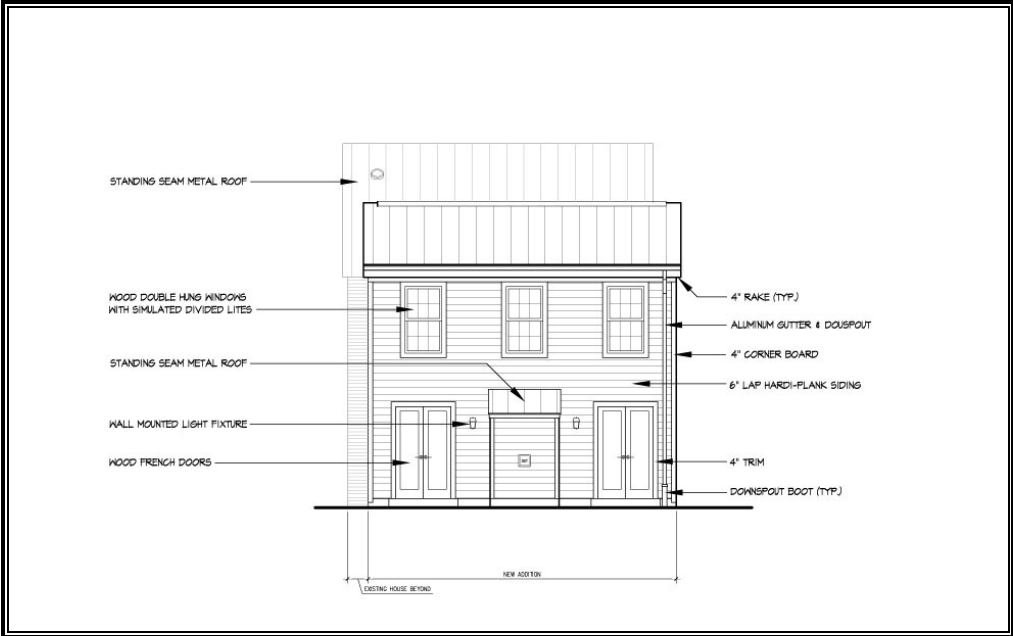 STANDING SEAM METAL ROOF
WOOD DOUBLE HUNG WINDOWS
WITH SIMULATED DIVIDED LITES
STANDING SEAM METAL ROOF
WALL MOUNTED LIGHT FIXTURE
WOOD FRENCH DOORS
4" RAKE (TYP.)
ALUMINUM GUTTER & DOUSPOUT
4" CORNER BOARD
6" LAP HARDI-PLANK SIDING
4" TRIM
DOWNSPOUT BOOT (TYP.)
NEW ADDITION
EXISTING HOUSE BEYOND